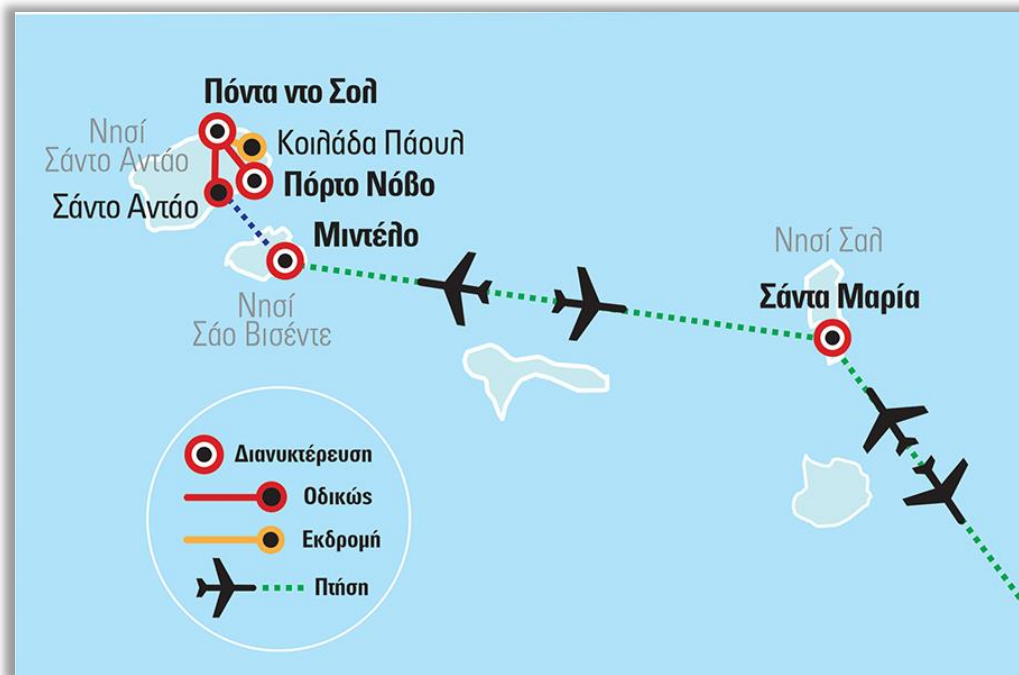 Πόντα ντο Σολ
Νησί
Σάντο Αντάο
Κοιλάδα Πάουλ
Πόρτο Νόβο
Σάντο Αντάο
Μιντέλο
Νησί
Σάο Βισέντε
Νησί Σαλ
Σάντα Μαρία
Διανυκτέρευση
Οδικώς
Εκδρομή
Πτήση